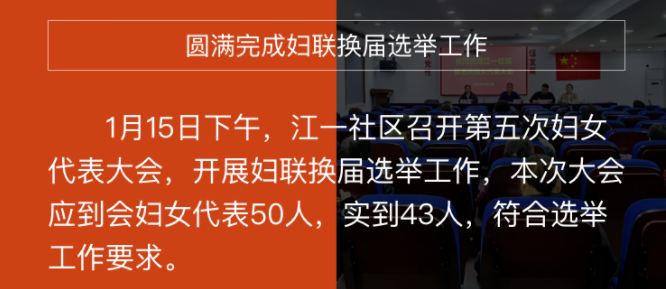 圆满完成妇联换届选举工作
1月15日下午，江一社区召开第五次妇女
代表大会，开展妇联换届选举工作，本次大会
应到会妇女代表50人，实到43人，符合选举
工作要求。